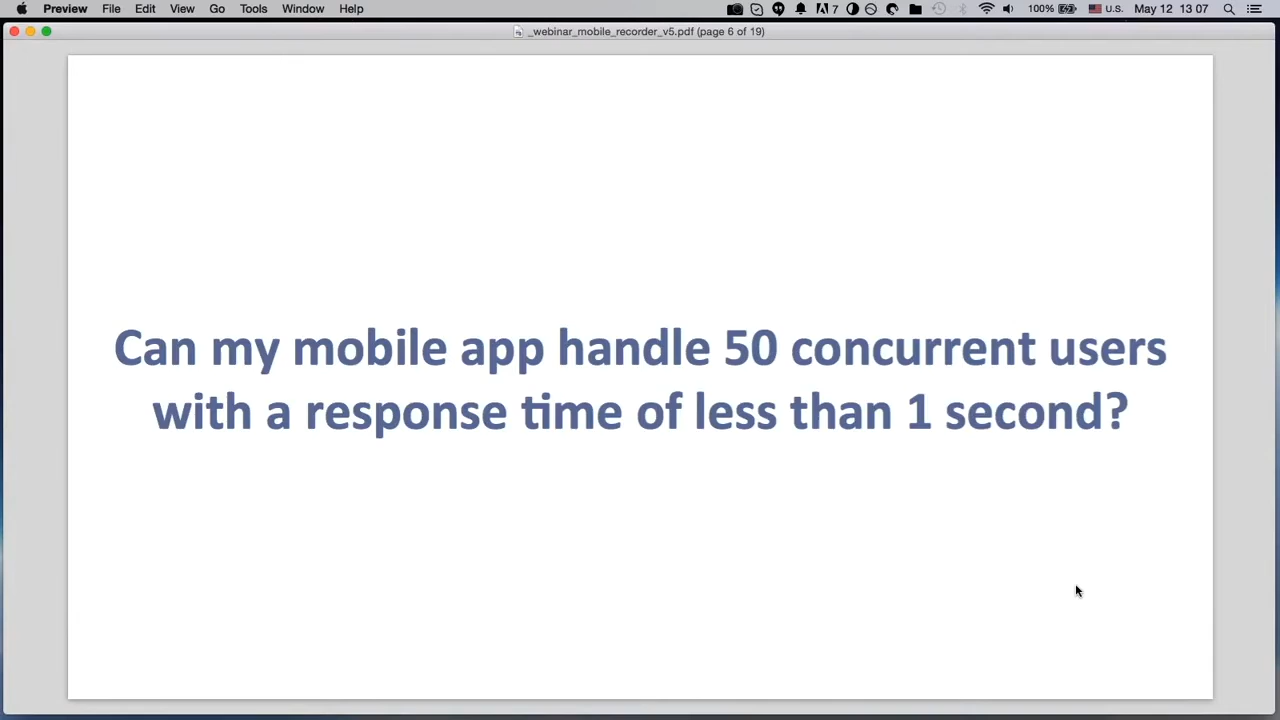 Preview File Edit View Go Tools Window Help 7 100% U.S. May 12 13 07
_webinar_mobile_recorder_v5.pdf (page 6 of 19)
Can my mobile app handle 50 concurrent users
with a response time of less than 1 second?